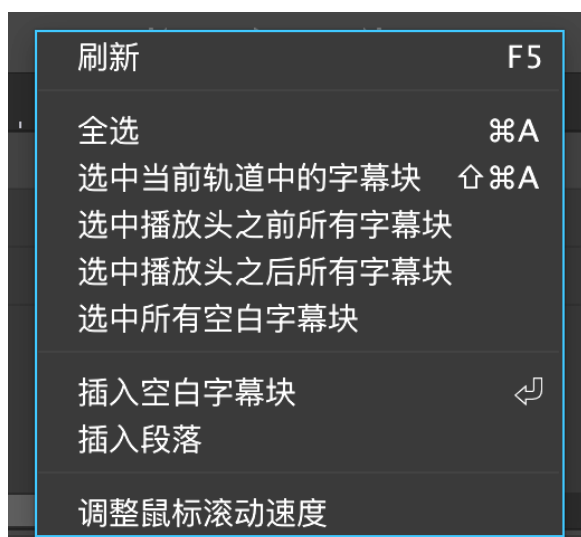 刷新 F5
全选 ⌘A
选中当前轨道中的字幕块 ⇧⌘A
选中播放头之前所有字幕块
选中播放头之后所有字幕块
选中所有空白字幕块
插入空白字幕块 ⏎
插入段落
调整鼠标滚动速度